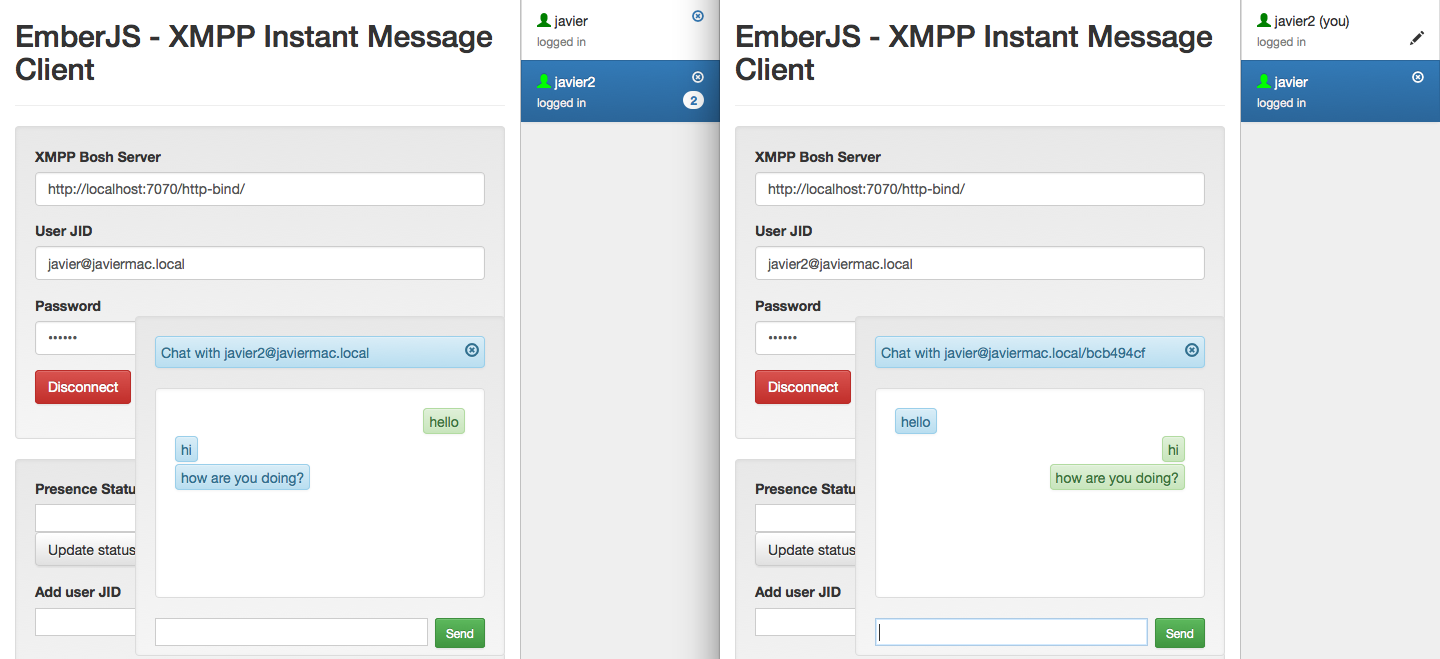 EmberJS - XMPP Instant Message
Client
XMPP Bosh Server
http://localhost:7070/http-bind/
User JID
javier@javiermac.local
Password
••••••
Disconnect
Chat with javier2@javiermac.local
hello
hi
how are you doing?
Presence Statu
Update status
Add user JID
Send
javier
logged in
javier2
logged in
2
EmberJS - XMPP Instant Message
Client
XMPP Bosh Server
http://localhost:7070/http-bind/
User JID
javier2@javiermac.local
Password
••••••
Disconnect
Chat with javier@javiermac.local/bcb494cf
hello
hi
how are you doing?
Presence Statu
Update status
Add user JID
Send
javier2 (you)
logged in
javier
logged in